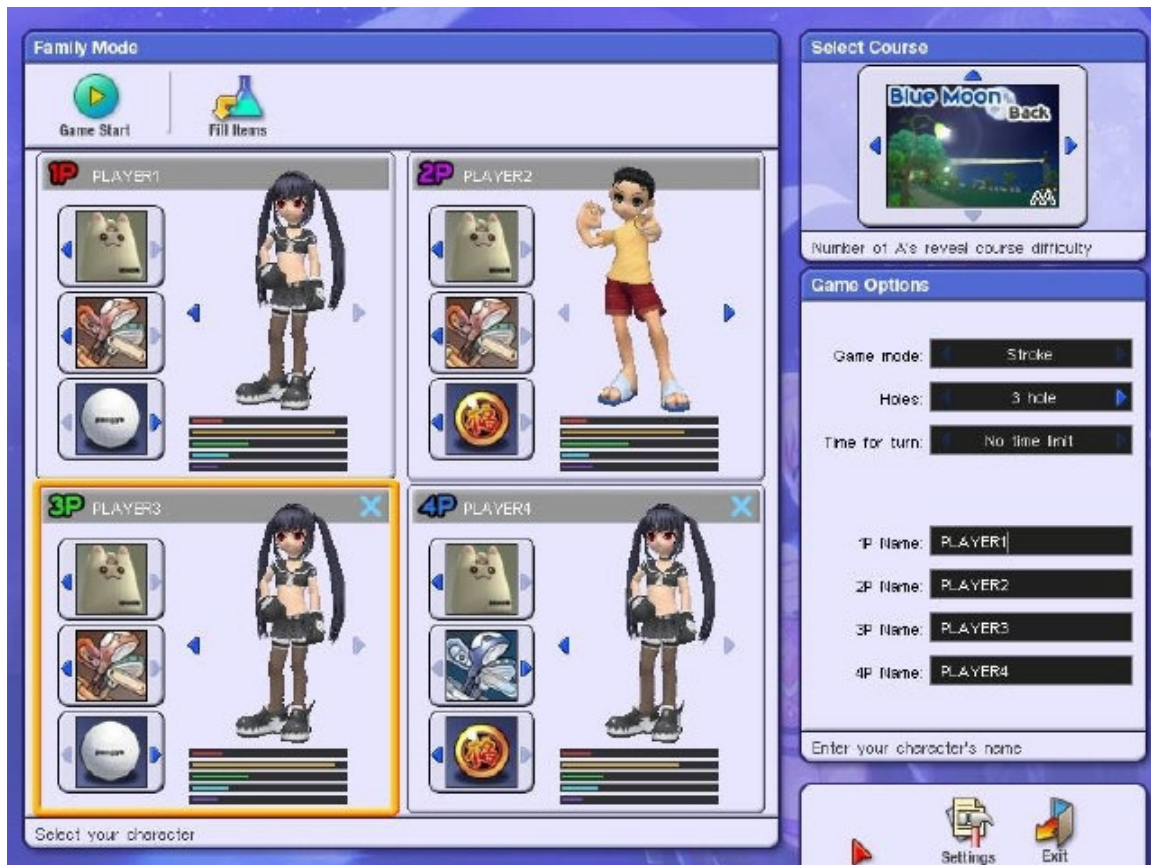 Family Mode
Game Start
Fill Items
1P PLAYER1
2P PLAYER2
3P PLAYER3
4P PLAYER4
Select your character
Select Course
Blue Moon
Back
AA
Number of A's reveal course difficulty
Game Options
Game mode: Stroke
Holes: 3 hole
Time for turn: No time limit
1P Name: PLAYER1
2P Name: PLAYER2
3P Name: PLAYER3
4P Name: PLAYER4
Enter your character's name
Settings
Exit